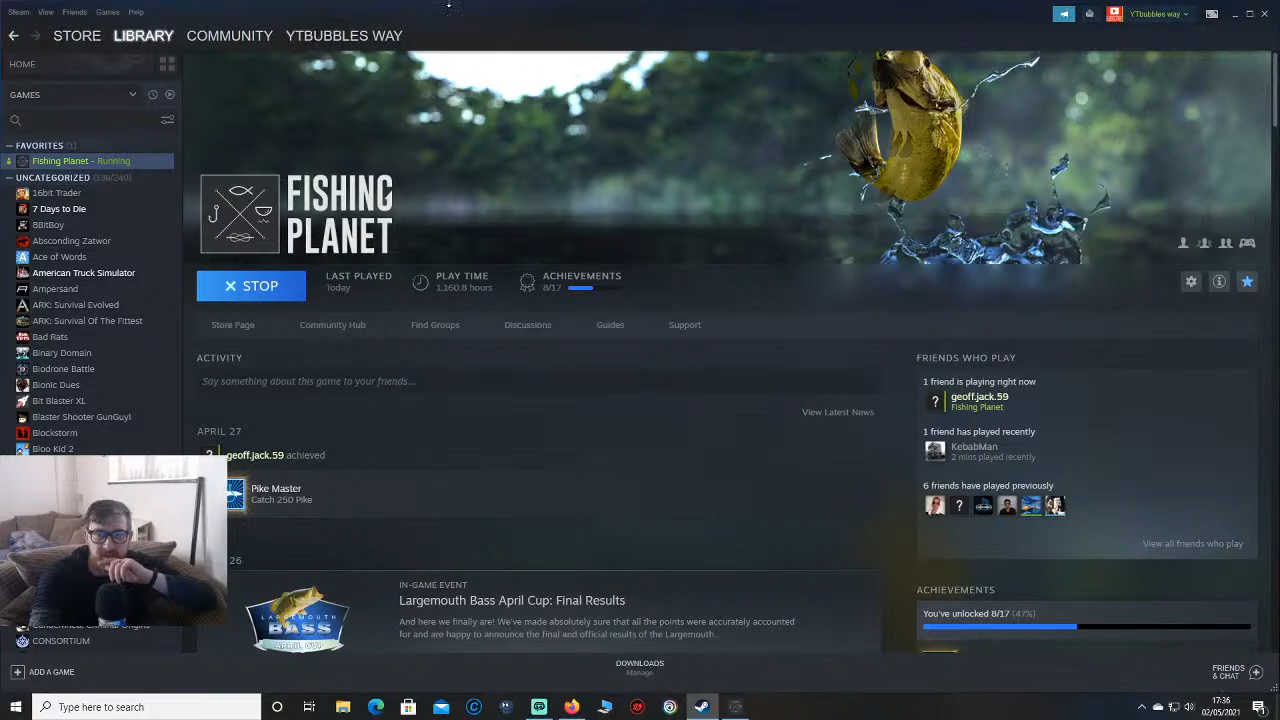 Steam View Friends Games Help
YTbubbles way
STORE LIBRARY COMMUNITY YTBUBBLES WAY
HOME
GAMES
FAVORITES (1)
Fishing Planet - Running
UNCATEGORIZED (136/240)
16bit Trader
7 Days to Die
8BitBoy
Absconding Zatwor
Ace of Words
American Truck Simulator
Ampersand
ARK: Survival Evolved
ARK: Survival Of The Fittest
Bad Rats
Binary Domain
Biodrone Battle
Bionic Dues
Bit Blaster XL
Blaster Shooter GunGuy!
Blockstorm
Bloo Kid 2
CONSORTIUM
ADD A GAME
FISHING
PLANET
STOP
LAST PLAYED
Today
PLAY TIME
1,160.8 hours
ACHIEVEMENTS
8/17
Store Page Community Hub Find Groups Discussions Guides Support
ACTIVITY
Say something about this game to your friends...
View Latest News
APRIL 27
geoff.jack.59 achieved
Pike Master
Catch 250 Pike
26
LARGEMOUTH
BASS
APRIL CUP
IN-GAME EVENT
Largemouth Bass April Cup: Final Results
And here we finally are! We've made absolutely sure that all the points were accurately accounted
for and are happy to announce the final and official results of the Largemouth...
FRIENDS WHO PLAY
1 friend is playing right now
geoff.jack.59
Fishing Planet
1 friend has played recently
KebabMan
2 mins played recently
6 friends have played previously
View all friends who play
ACHIEVEMENTS
You've unlocked 8/17 (47%)
DOWNLOADS
Manage
FRIENDS
& CHAT
Type here to search
17:36
02/05/2021